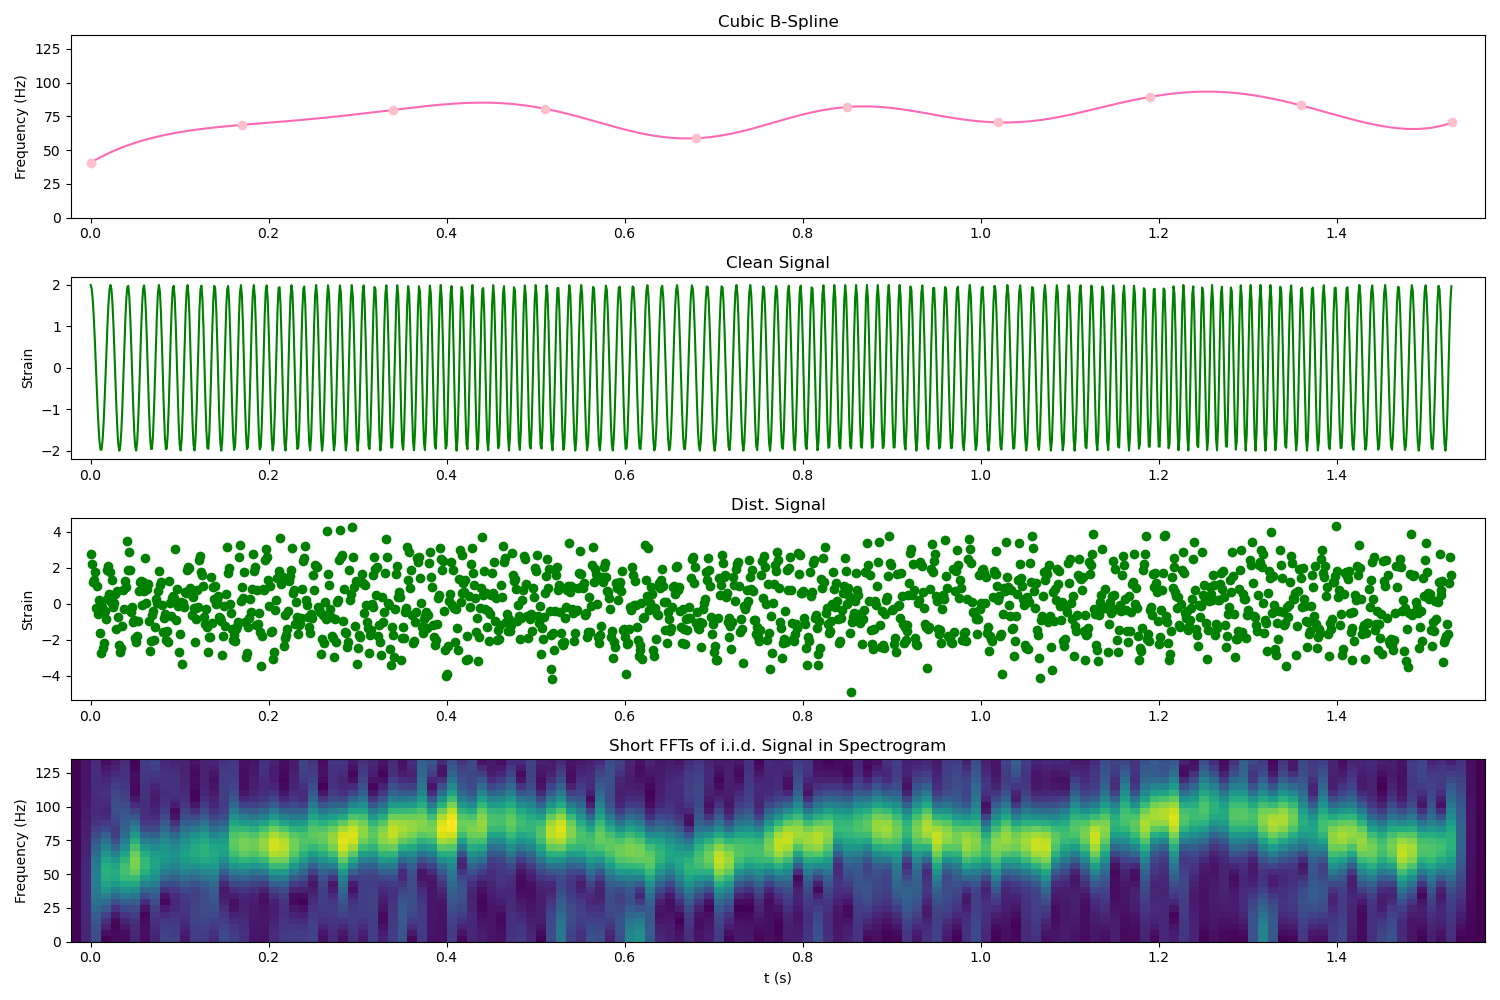 Cubic B-Spline
Frequency (Hz)
125
100
75
50
25
0
0.0 0.2 0.4 0.6 0.8 1.0 1.2 1.4
Clean Signal
Strain
2
1
0
−1
−2
0.0 0.2 0.4 0.6 0.8 1.0 1.2 1.4
Dist. Signal
Strain
4
2
0
−2
−4
0.0 0.2 0.4 0.6 0.8 1.0 1.2 1.4
Short FFTs of i.i.d. Signal in Spectrogram
Frequency (Hz)
125
100
75
50
25
0
0.0 0.2 0.4 0.6 0.8 1.0 1.2 1.4
t (s)